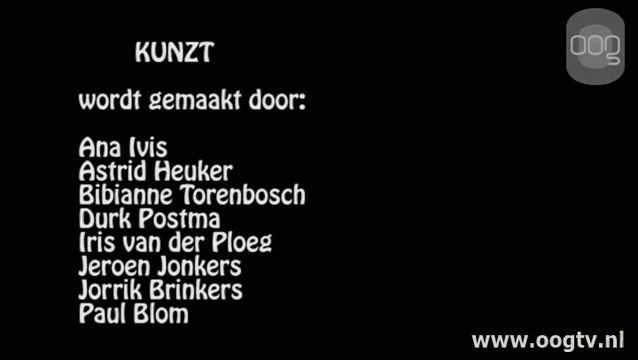 KUNZT
oog
wordt gemaakt door:
Ana Ivis
Astrid Heuker
Bibianne Torenbosch
Durk Postma
Iris van der Ploeg
Jeroen Jonkers
Jorrik Brinkers
Paul Blom
www.oogtv.nl